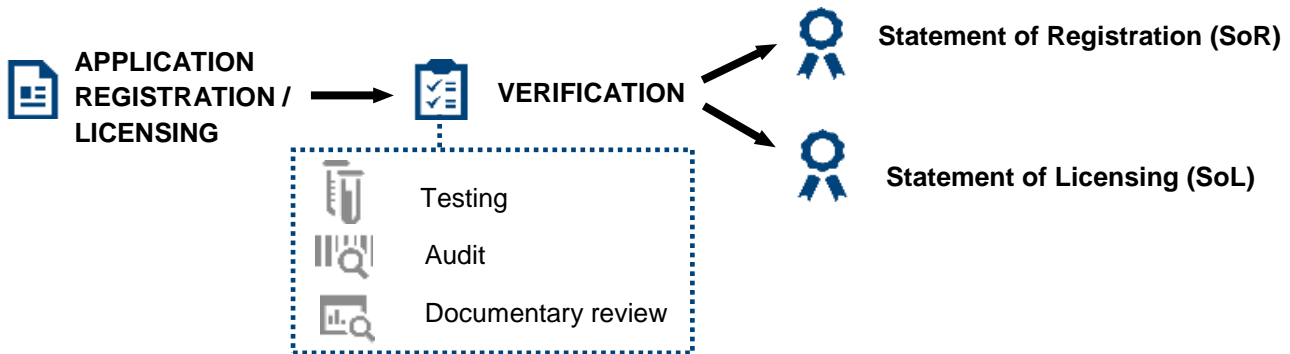 APPLICATION
REGISTRATION /
LICENSING
VERIFICATION
Statement of Registration (SoR)
Statement of Licensing (SoL)
Testing
Audit
Documentary review